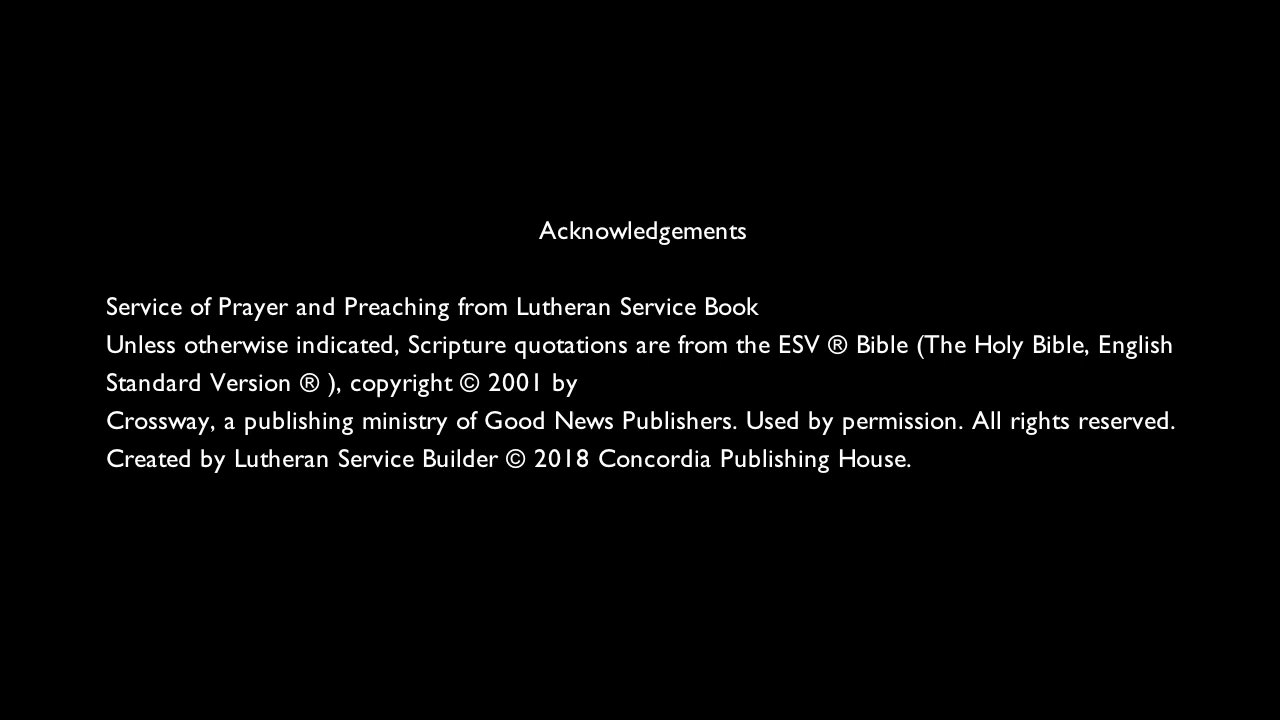 Acknowledgements
Service of Prayer and Preaching from Lutheran Service Book
Unless otherwise indicated, Scripture quotations are from the ESV ® Bible (The Holy Bible, English
Standard Version ® ), copyright © 2001 by
Crossway, a publishing ministry of Good News Publishers. Used by permission. All rights reserved.
Created by Lutheran Service Builder © 2018 Concordia Publishing House.